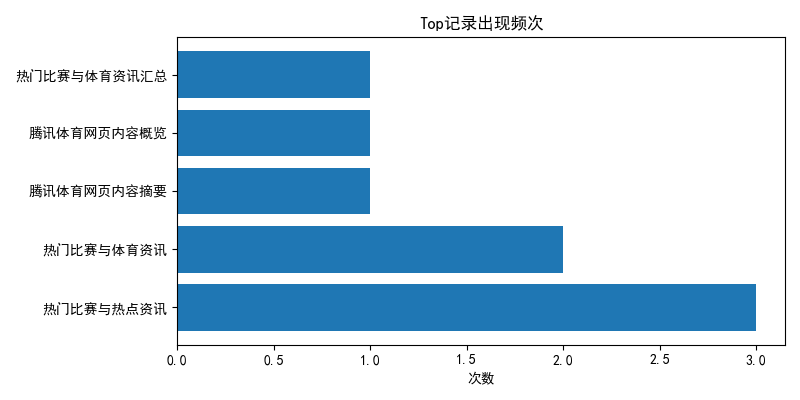 Top记录出现频次
热门比赛与体育资讯汇总
腾讯体育网页内容概览
腾讯体育网页内容摘要
热门比赛与体育资讯
热门比赛与热点资讯
0.0 0.5 1.0 1.5 2.0 2.5 3.0
次数